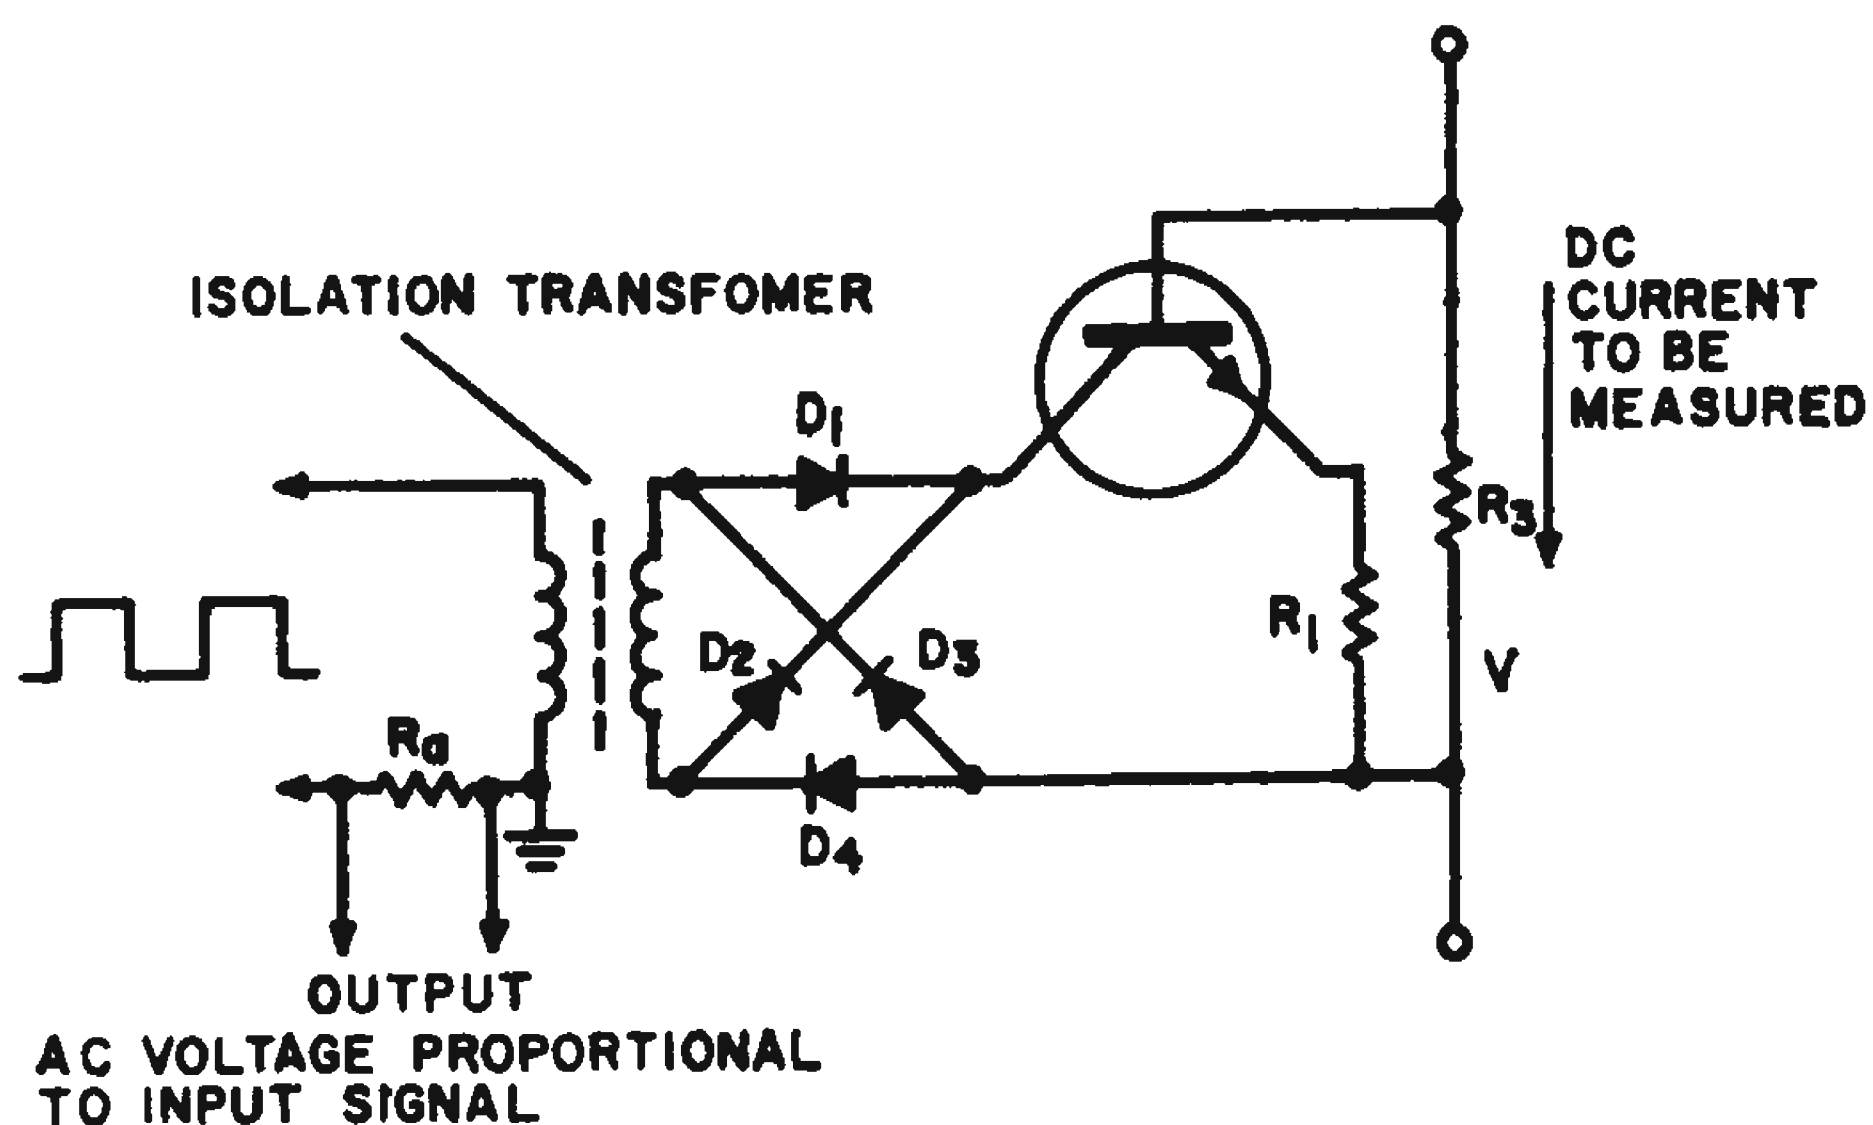 DC
CURRENT
TO BE
MEASURED
ISOLATION TRANSFOMER
D1
R3
R1
D2
D3
V
Ra
D4
OUTPUT
AC VOLTAGE PROPORTIONAL
TO INPUT SIGNAL